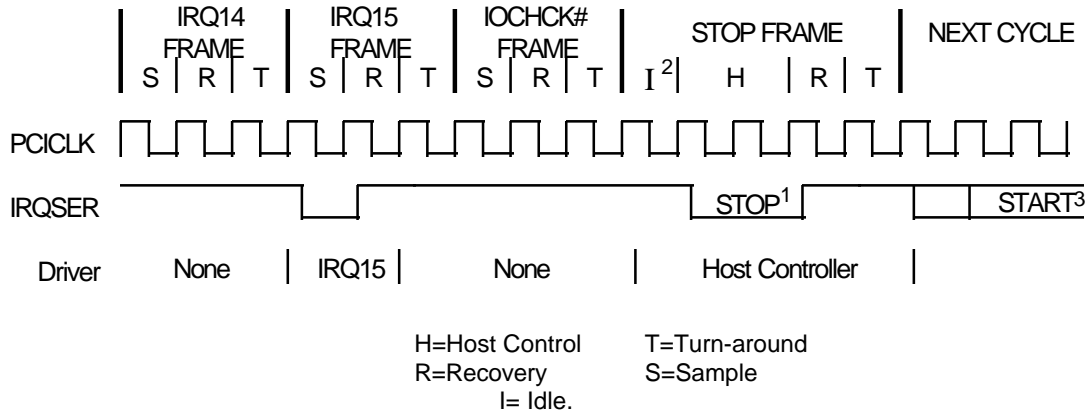 IRQ14 FRAME IRQ15 FRAME IOCHCK# FRAME STOP FRAME NEXT CYCLE
S R T S R T S R T I 2 H R T
PCICLK
IRQSER STOP1 START3
Driver None IRQ15 None Host Controller
H=Host Control T=Turn-around
R=Recovery S=Sample
I= Idle.